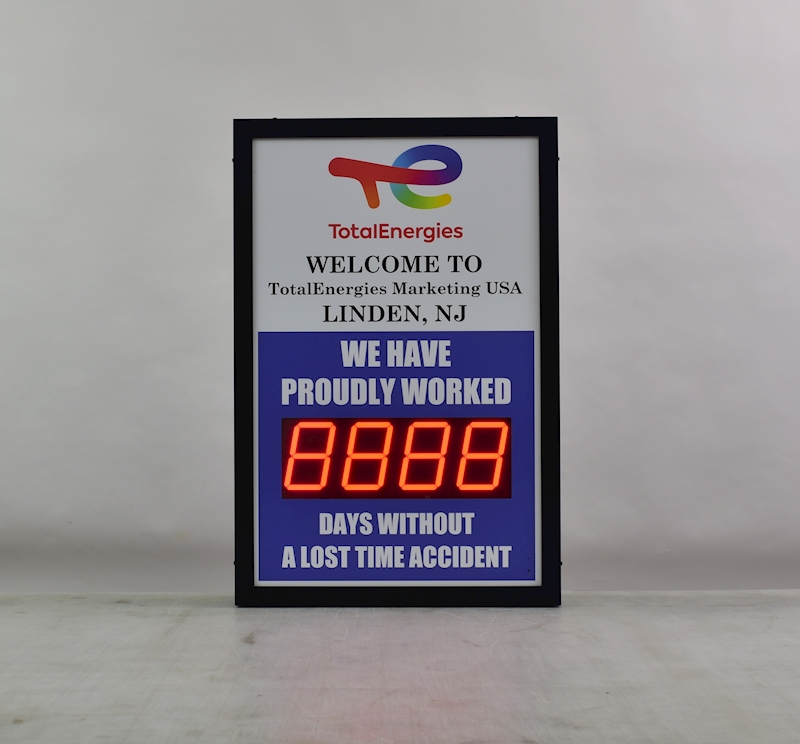 TotalEnergies
WELCOME TO
TotalEnergies Marketing USA
LINDEN, NJ
WE HAVE
PROUDLY WORKED
8888
DAYS WITHOUT
A LOST TIME ACCIDENT